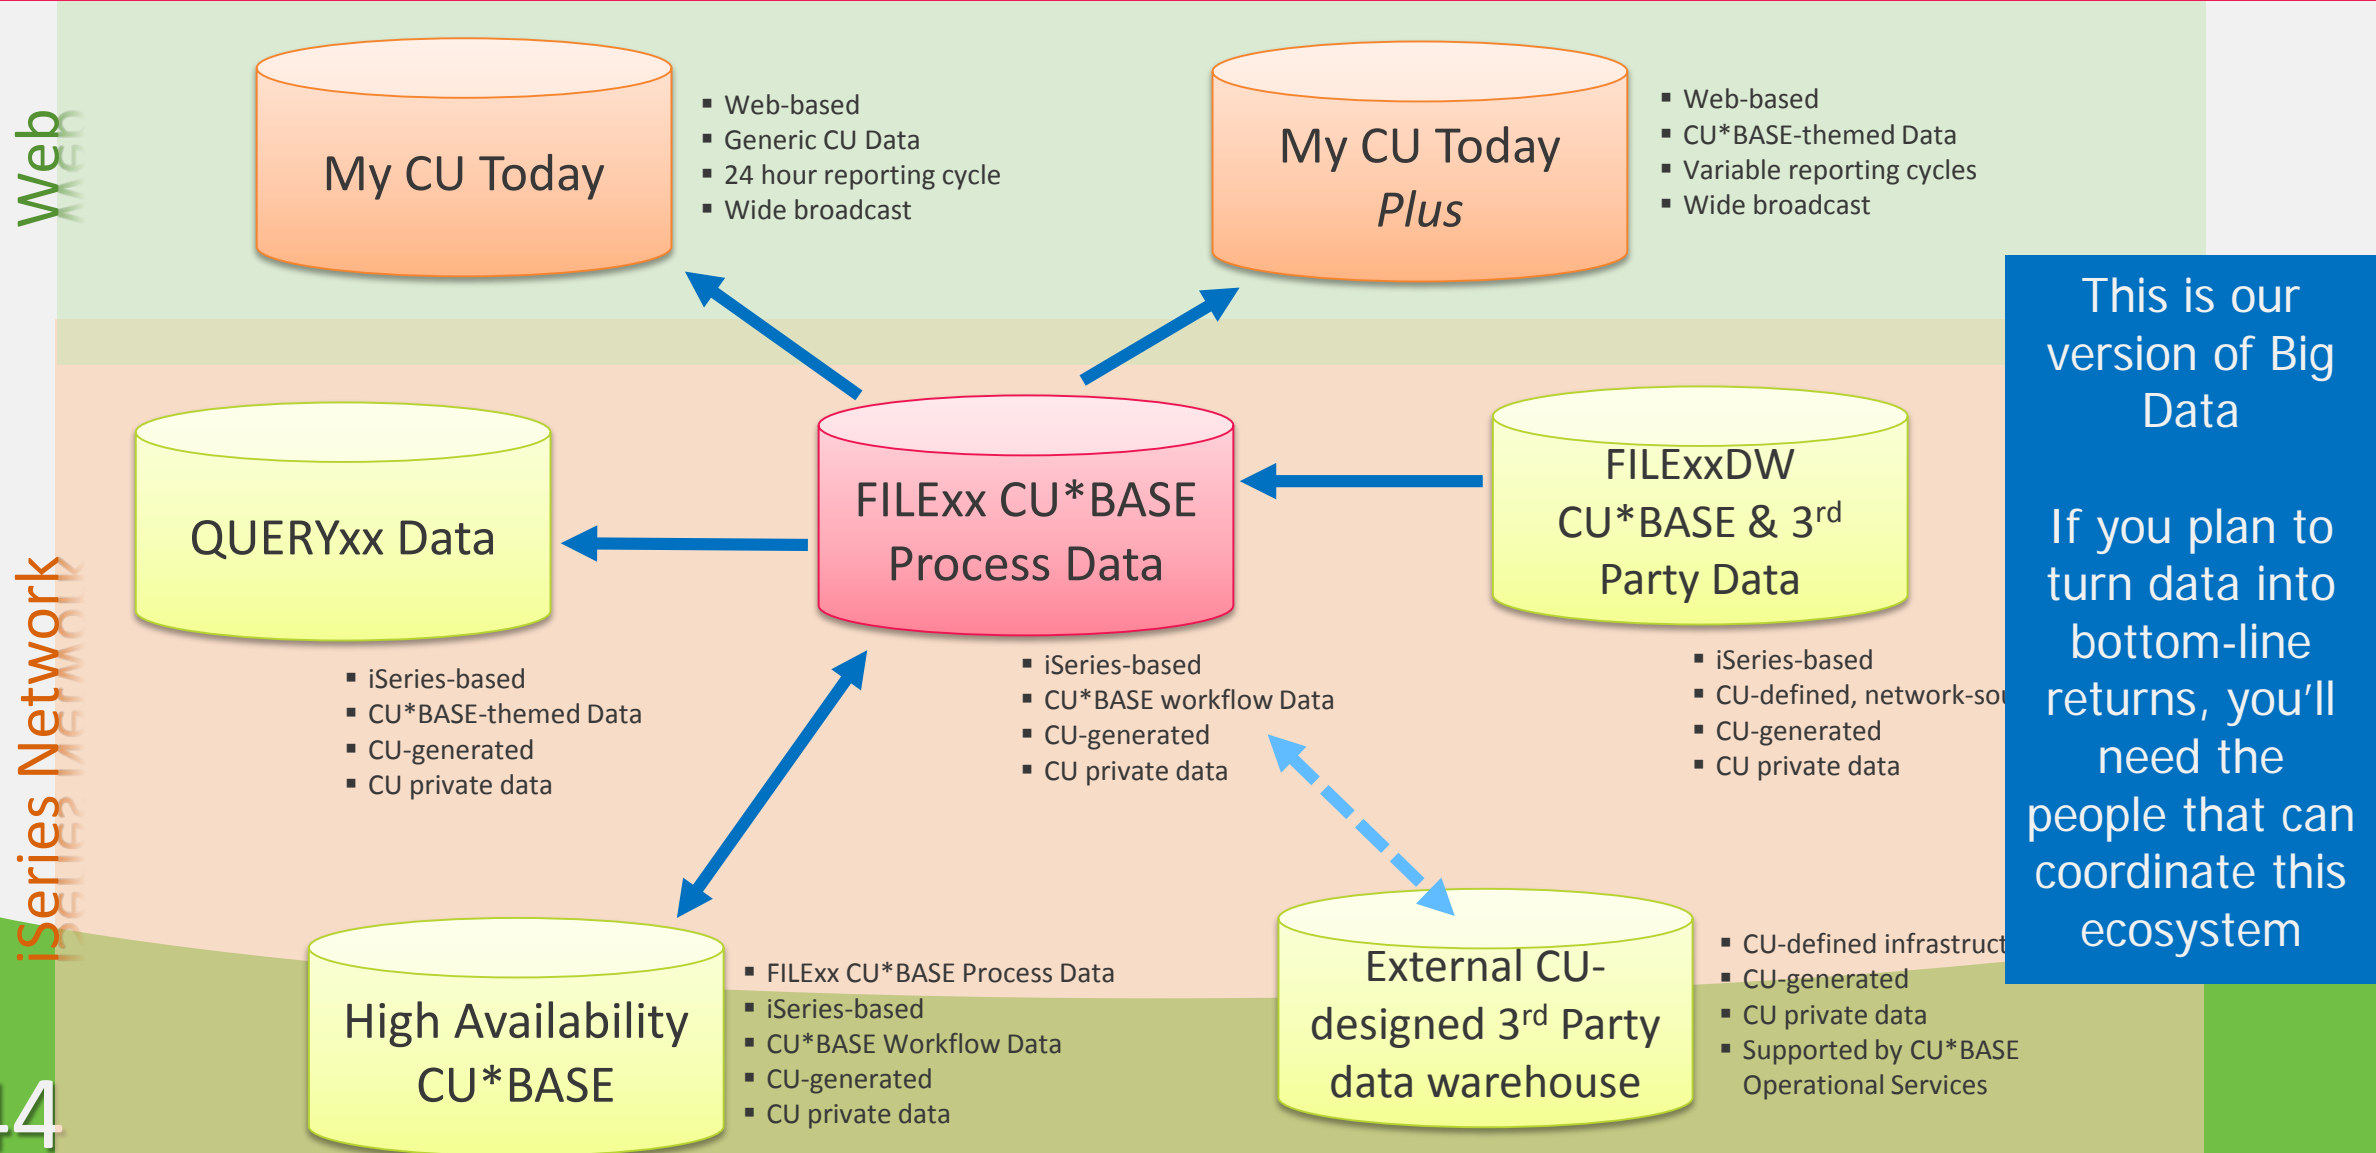 Web
My CU Today
▪ Web-based
▪ Generic CU Data
▪ 24 hour reporting cycle
▪ Wide broadcast
My CU Today
Plus
▪ Web-based
▪ CU*BASE-themed Data
▪ Variable reporting cycles
▪ Wide broadcast
This is our
version of Big
Data
If you plan to
turn data into
bottom-line
returns, you'll
need the
people that can
coordinate this
ecosystem
iSeries Network
QUERYxx Data
▪ iSeries-based
▪ CU*BASE-themed Data
▪ CU-generated
▪ CU private data
FILExx CU*BASE
Process Data
▪ iSeries-based
▪ CU*BASE workflow Data
▪ CU-generated
▪ CU private data
FILExxDW
CU*BASE & 3rd
Party Data
▪ iSeries-based
▪ CU-defined,
▪ CU-generated
▪ CU private data
High Availability
CU*BASE
▪ FILExx CU*BASE Process Data
▪ iSeries-based
▪ CU*BASE Workflow Data
▪ CU-generated
▪ CU private data
External CU-
designed 3rd Party
data warehouse
▪ CU-defined
▪ CU-generated
▪ CU private data
▪ Supported by CU*BASE
Operational Services